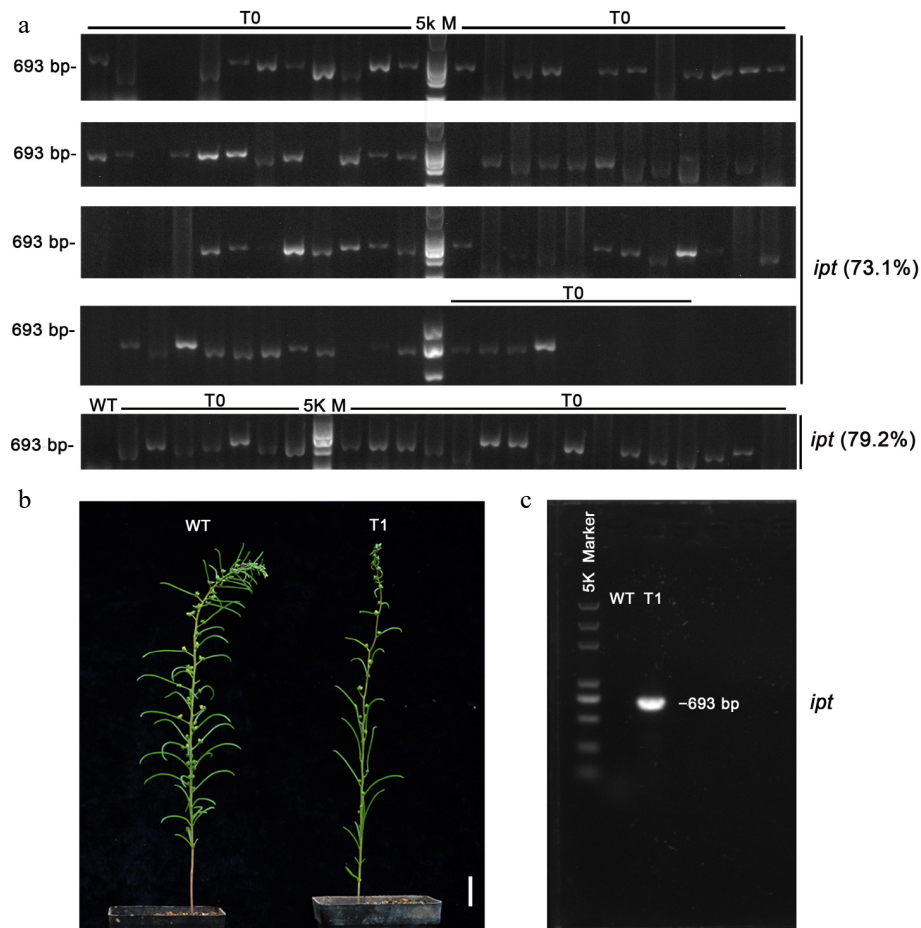 a
T0 5k M T0
693 bp-
693 bp-
693 bp-
ipt (73.1%)
T0
693 bp-
WT T0 5K M T0
693 bp-
ipt (79.2%)
b
WT T1
c
5K Marker
WT T1
-693 bp
ipt